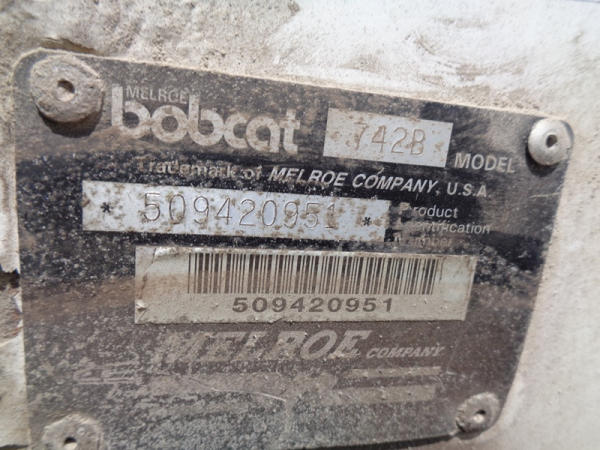 MELROE
bobcat 742B MODEL
Trademark of MELROE COMPANY, U.S.A.
* 509420951 * Product
Identification
Number
509420951
MELROE COMPANY